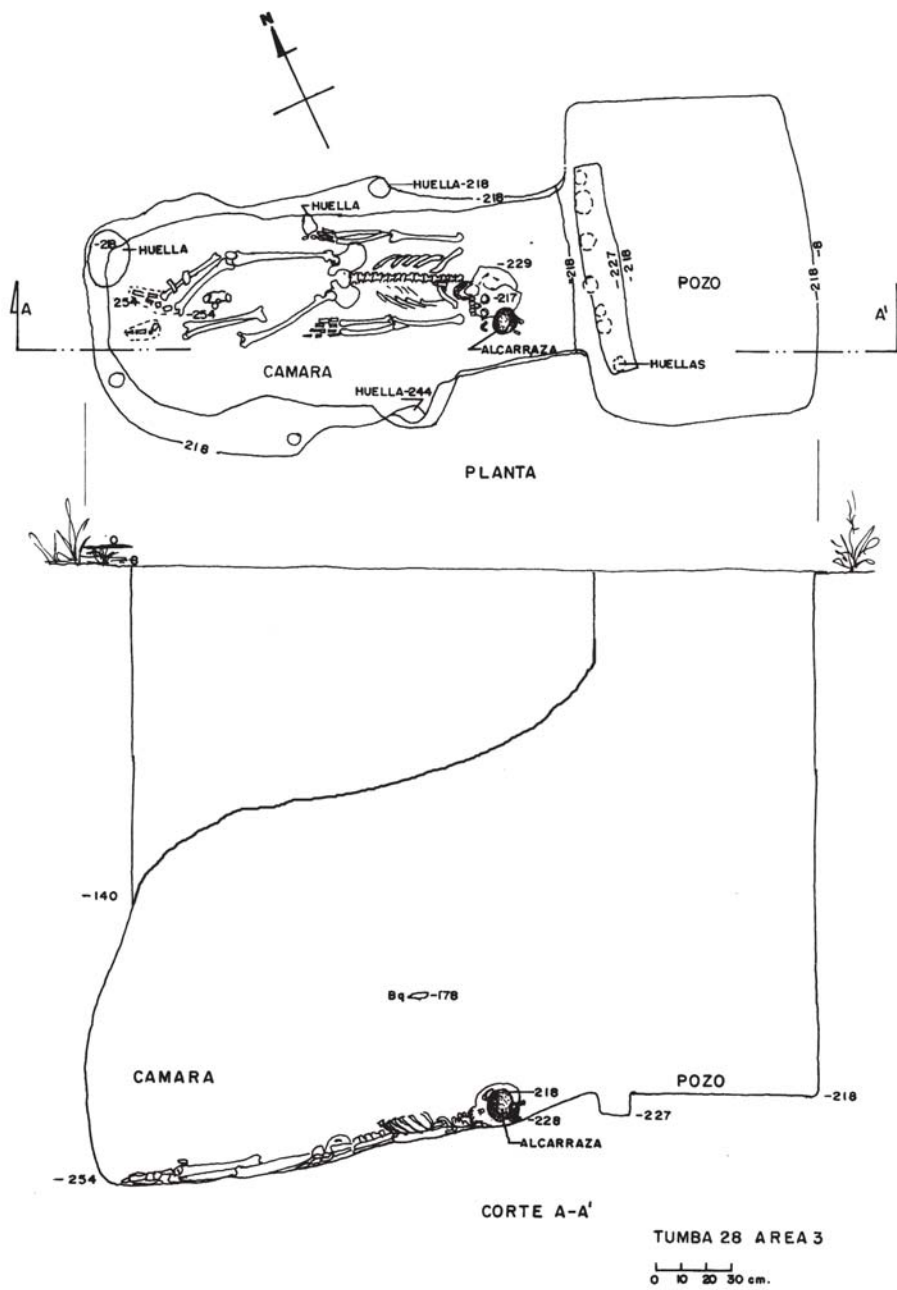 N
HUELLA-218
-218
HUELLA
-28
HUELLA
-229
-218
-227
-218
-8
-218
POZO
254
-254
-217
A
A'
ALCARRAZA
HUELLAS
CAMARA
HUELLA-244
218
PLANTA
0
-8
-140
Bq -178
CAMARA
POZO
-218
218
-228
-227
ALCARRAZA
-254
CORTE A-A'
TUMBA 28 AREA 3
0 10 20 30 cm.